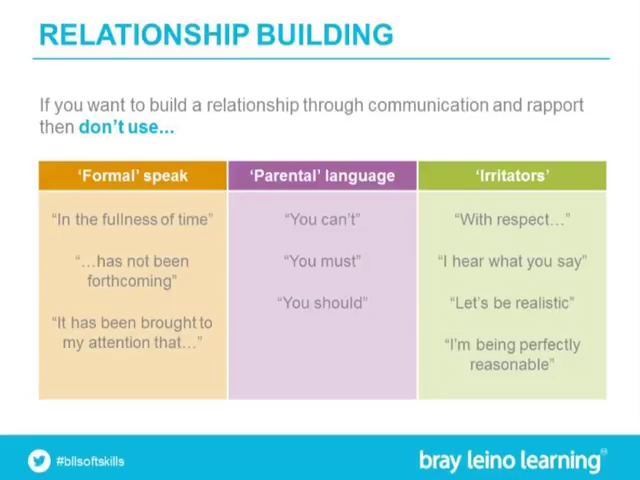 RELATIONSHIP BUILDING
If you want to build a relationship through communication and rapport
then don’t use...
‘Formal’ speak
“In the fullness of time”
“…has not been
forthcoming”
“It has been brought to
my attention that…”
‘Parental’ language
“You can’t”
“You must”
“You should”
‘Irritators’
“With respect…”
“I hear what you say”
“Let’s be realistic”
“I’m being perfectly
reasonable”
#bllsoftskills
bray leino learning